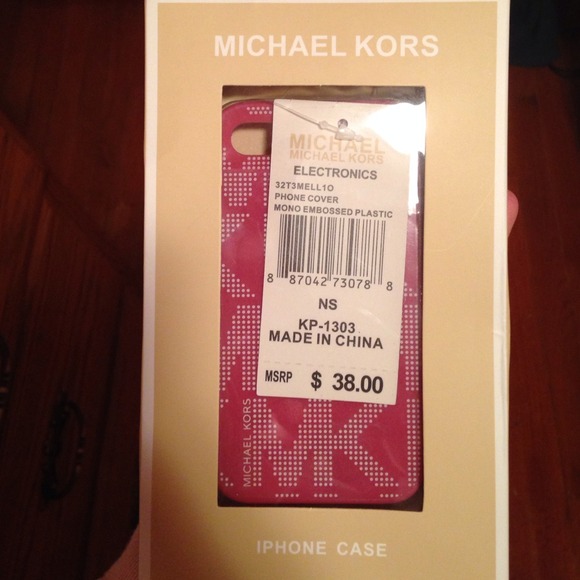 MICHAEL KORS
MICHAEL
MICHAEL KORS
ELECTRONICS
32T3MELL1O
PHONE COVER
MONO EMBOSSED PLASTIC
8 87042 73078 8
NS
KP-1303
MADE IN CHINA
MSRP $ 38.00
MICHAEL KORS
MK
IPHONE CASE